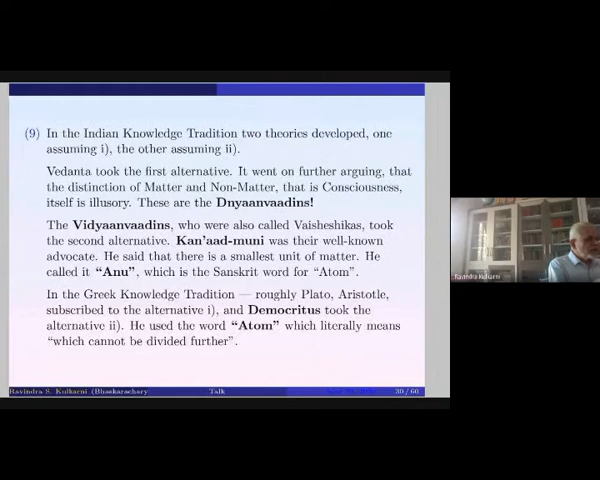 (9) In the Indian Knowledge Tradition two theories developed, one
assuming i), the other assuming ii).
Vedanta took the first alternative. It went on further arguing, that
the distinction of Matter and Non-Matter, that is Consciousness,
itself is illusory. These are the Dnyaanvaadins!
The Vidyaanvaadins, who were also called Vaisheshikas, took
the second alternative. Kan'aad-muni was their well-known
advocate. He said that there is a smallest unit of matter. He
called it “Anu”, which is the Sanskrit word for “Atom”.
In the Greek Knowledge Tradition — roughly Plato, Aristotle,
subscribed to the alternative i), and Democritus took the
alternative ii). He used the word “Atom” which literally means
“which cannot be divided further”.
Ravindra S. Kulkarni (Bhaskarachary
Talk
30 / 60
Ravindra Kulkarni